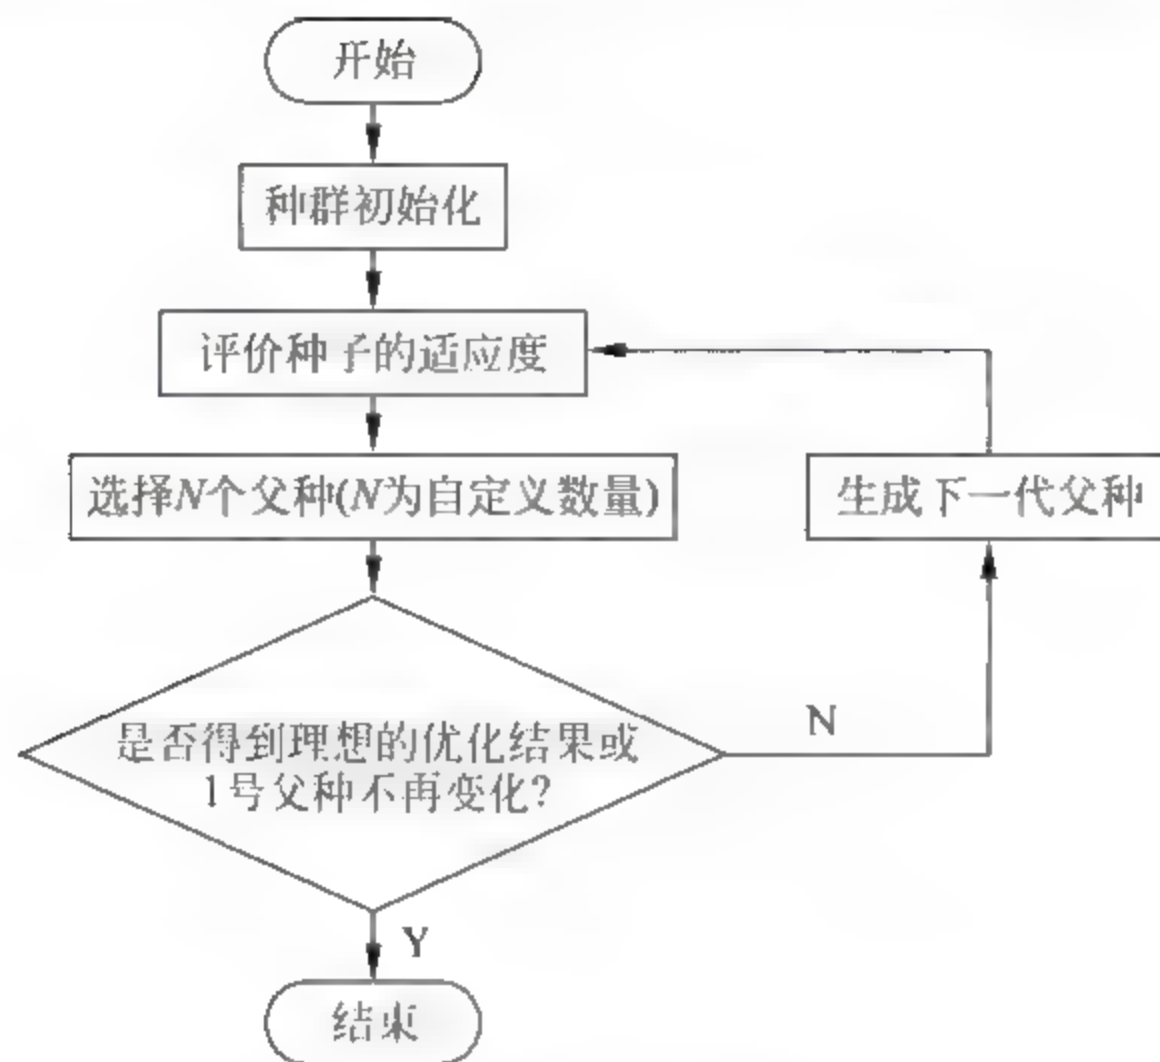 开始
种群初始化
评价种子的适应度
选择N个父种(N为自定义数量)
生成下一代父种
是否得到理想的优化结果或
1号父种不再变化?
N
Y
结束